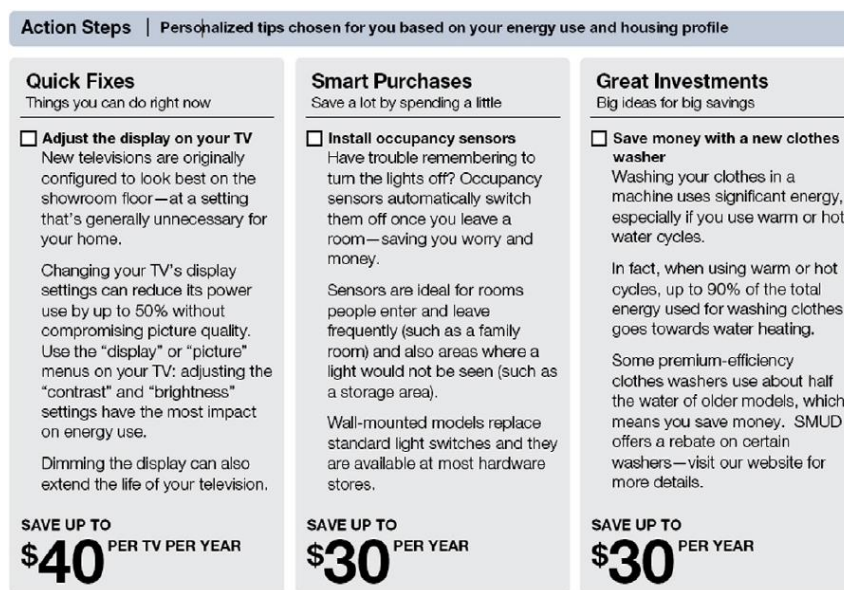 Action Steps | Personalized tips chosen for you based on your energy use and housing profile
Quick Fixes
Things you can do right now
Adjust the display on your TV
New televisions are originally
configured to look best on the
showroom floor—at a setting
that's generally unnecessary for
your home.
Changing your TV's display
settings can reduce its power
use by up to 50% without
compromising picture quality.
Use the “display” or “picture”
menus on your TV: adjusting the
“contrast” and “brightness”
settings have the most impact
on energy use.
Dimming the display can also
extend the life of your television.
SAVE UP TO
$40 PER TV PER YEAR
Smart Purchases
Save a lot by spending a little
Install occupancy sensors
Have trouble remembering to
turn the lights off? Occupancy
sensors automatically switch
them off once you leave a
room—saving you worry and
money.
Sensors are ideal for rooms
people enter and leave
frequently (such as a family
room) and also areas where a
light would not be seen (such as
a storage area).
Wall-mounted models replace
standard light switches and they
are available at most hardware
stores.
SAVE UP TO
$30 PER YEAR
Great Investments
Big ideas for big savings
Save money with a new clothes
washer
Washing your clothes in a
machine uses significant energy,
especially if you use warm or hot
water cycles.
In fact, when using warm or hot
cycles, up to 90% of the total
energy used for washing clothes
goes towards water heating.
Some premium-efficiency
clothes washers use about half
the water of older models, which
means you save money. SMUD
offers a rebate on certain
washers—visit our website for
more details.
SAVE UP TO
$30 PER YEAR